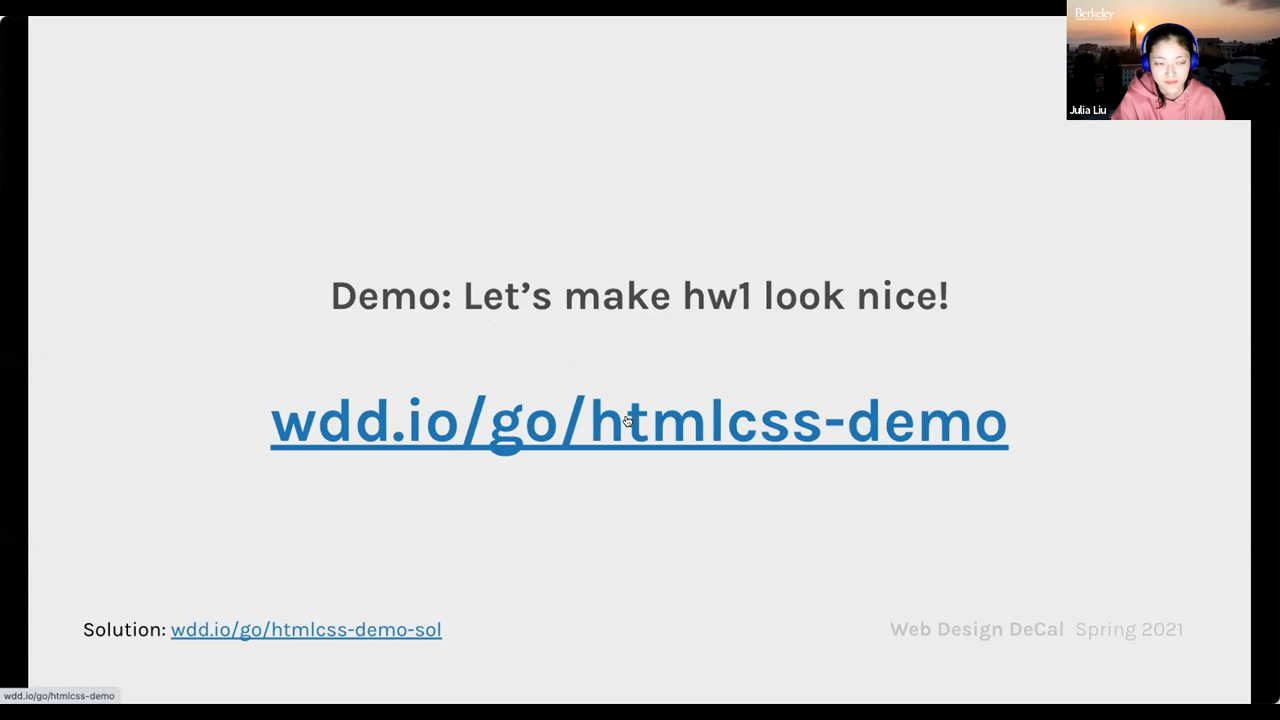 Berkeley
Julia Liu
Demo: Let's make hw1 look nice!
wdd.io/go/htmlcss-demo
Solution: wdd.io/go/htmlcss-demo-sol
Web Design DeCal Spring 2021
wdd.io/go/htmlcss-demo